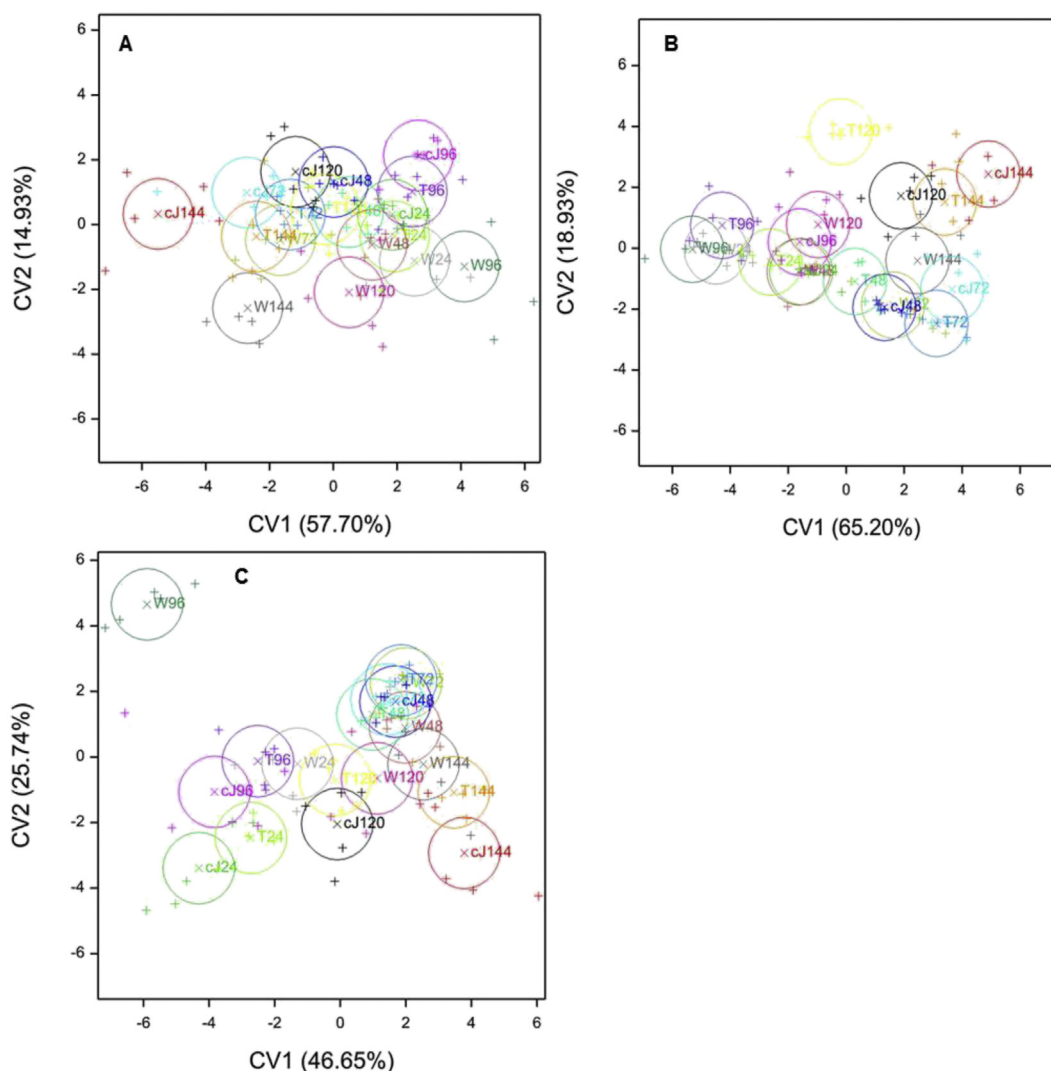 A
6
4
2
0
-2
-4
-6
CV2 (14.93%)
cJ96
cJ120
cJ48
T96
cJ144
T72
cJ24
T144
W48
W24
W96
W120
W144
-6 -4 -2 0 2 4 6
CV1 (57.70%)
B
6
4
2
0
-2
-4
-6
CV2 (18.93%)
T120
cJ144
cJ120
T144
T96
W120
cJ96
W96
W144
T48
cJ72
cJ48
T72
-6 -4 -2 0 2 4 6
CV1 (65.20%)
C
6
4
2
0
-2
-4
-6
CV2 (25.74%)
W96
T72
cJ48
W48
T96
W24
T120
W120
W144
cJ96
T144
cJ120
T24
cJ24
cJ144
-6 -4 -2 0 2 4 6
CV1 (46.65%)